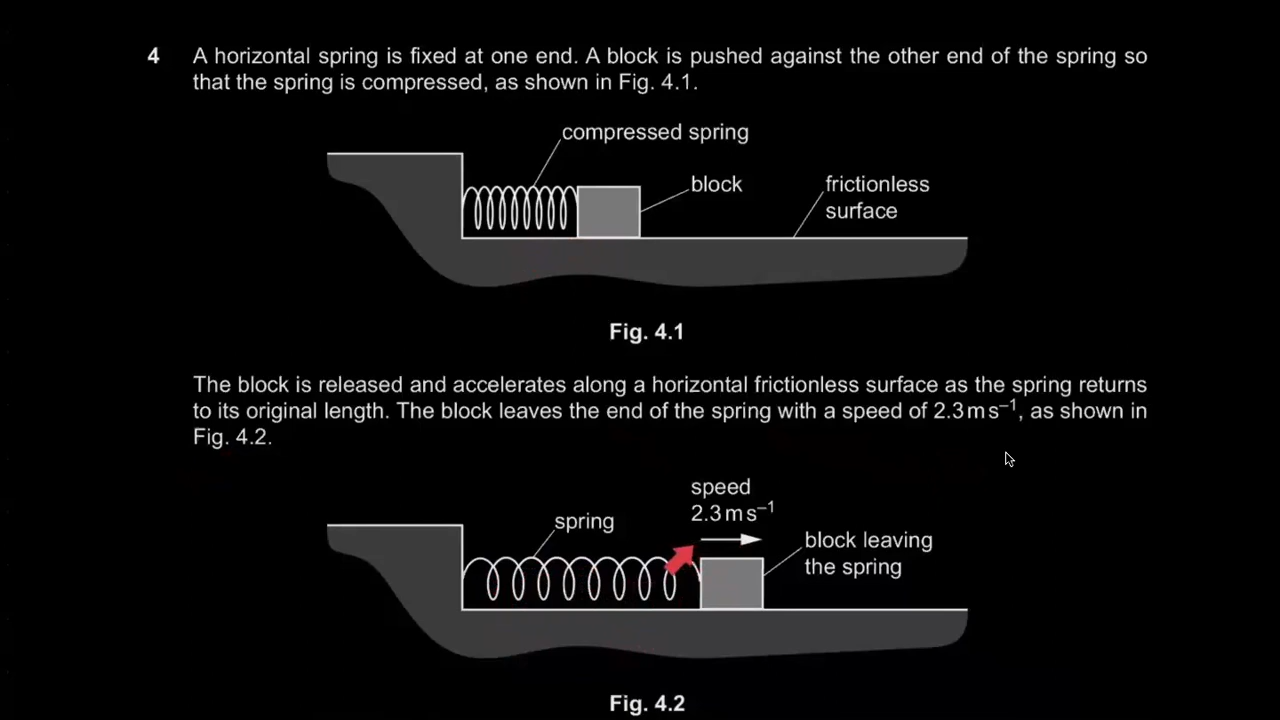 4 A horizontal spring is fixed at one end. A block is pushed against the other end of the spring so
that the spring is compressed, as shown in Fig. 4.1.
compressed spring
block
frictionless
surface
Fig. 4.1
The block is released and accelerates along a horizontal frictionless surface as the spring returns
to its original length. The block leaves the end of the spring with a speed of 2.3 m s⁻¹, as shown in
Fig. 4.2.
speed
2.3 m s⁻¹
spring
block leaving
the spring
Fig. 4.2